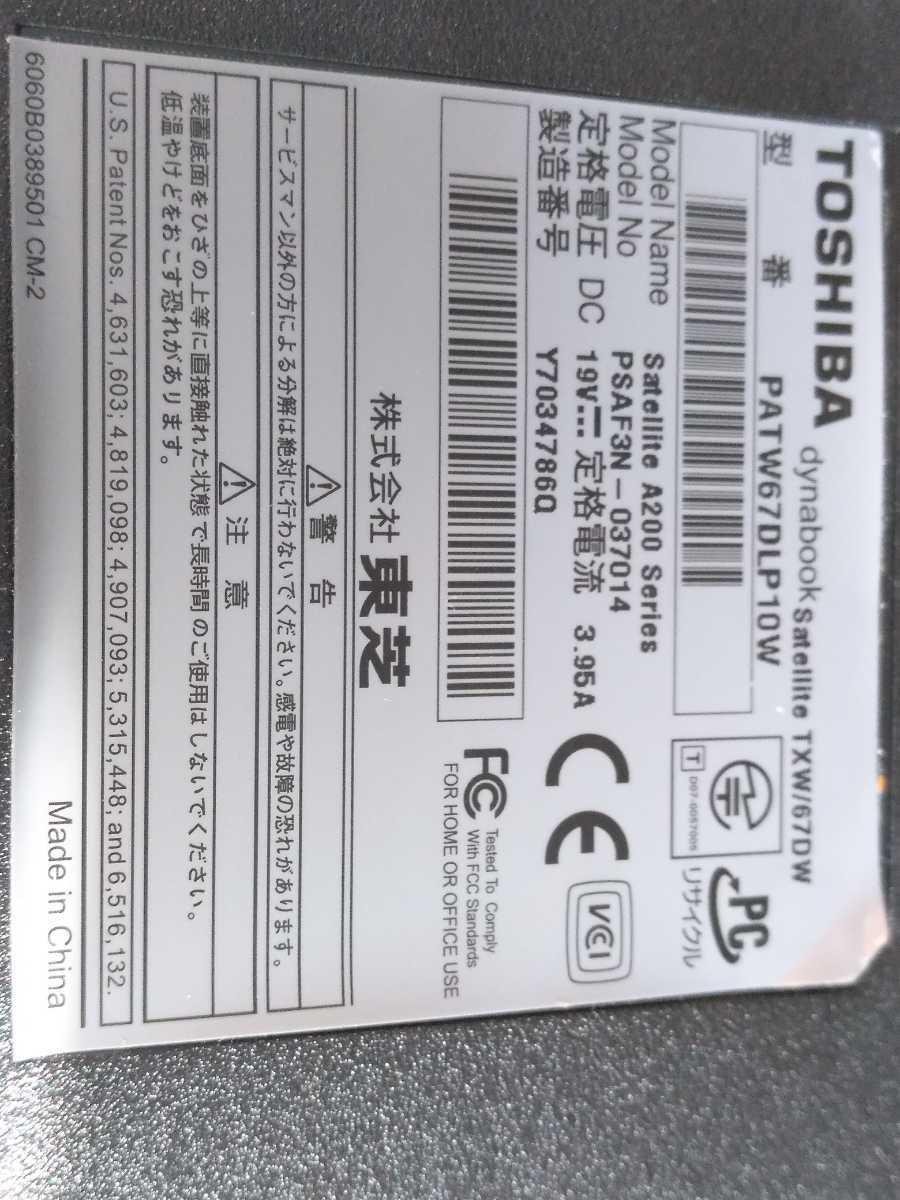 TOSHIBA dynabook Satellite TXW/67DW
型 番 PATW67DLP10W
T D07-0057005
PC
リサイクル
Model Name Satellite A200 Series
Model No PSAF3N-037014
定格電圧 DC 19V 定格電流 3.95A
製造番号 Y7034786Q
CE
VCI
FC Tested To Comply
With FCC Standards
FOR HOME OR OFFICE USE
株式会社 東芝
警告
サービスマン以外の方による分解は絶対に行わないでください。感電や故障の恐れがあります。
注意
装置底面をひざの上等に直接触れた状態で長時間のご使用はしないでください。
低温やけどをおこす恐れがあります。
U.S. Patent Nos. 4,631,603; 4,819,098; 4,907,093; 5,315,448; and 6,516,132.
6060B0389501 CM-2
Made in China